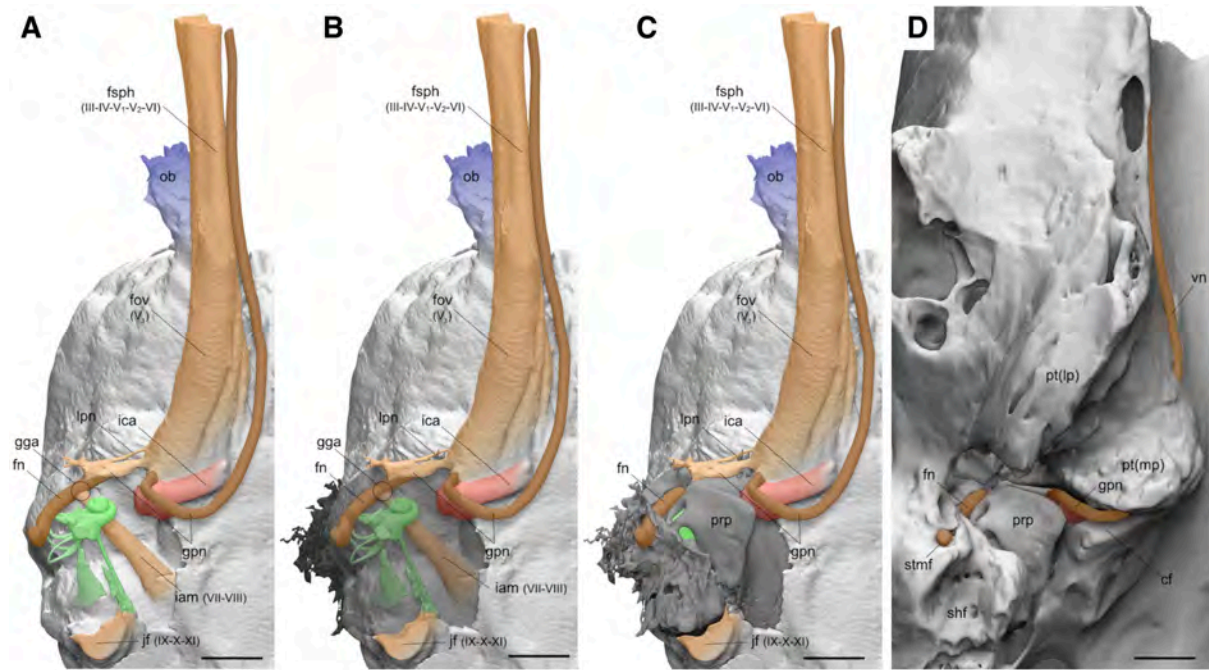 A
fsph
(III-IV-V₁-V₂-VI)
ob
fov
(V₃)
lpn
ica
gga
fn
gpn
iam (VII-VIII)
jf (IX-X-XI)
B
fsph
(III-IV-V₁-V₂-VI)
ob
fov
(V₃)
lpn
ica
gga
fn
gpn
iam (VII-VIII)
jf (IX-X-XI)
C
fsph
(III-IV-V₁-V₂-VI)
ob
fov
(V₃)
lpn
ica
fn
prp
gpn
jf (IX-X-XI)
D
vn
pt(lp)
pt(mp)
gpn
fn
prp
stmf
cf
shf